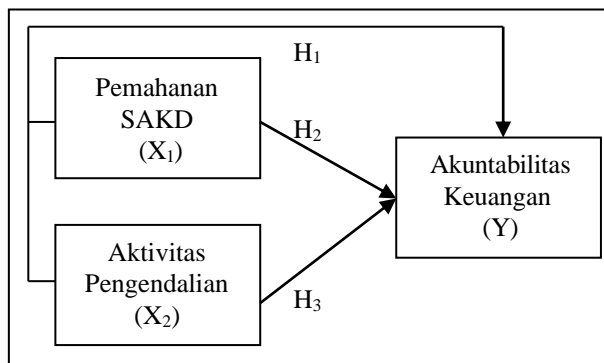 H₁
Pemahanan
SAKD
(X₁)
H₂
Akuntabilitas
Keuangan
(Y)
Aktivitas
Pengendalian
(X₂)
H₃